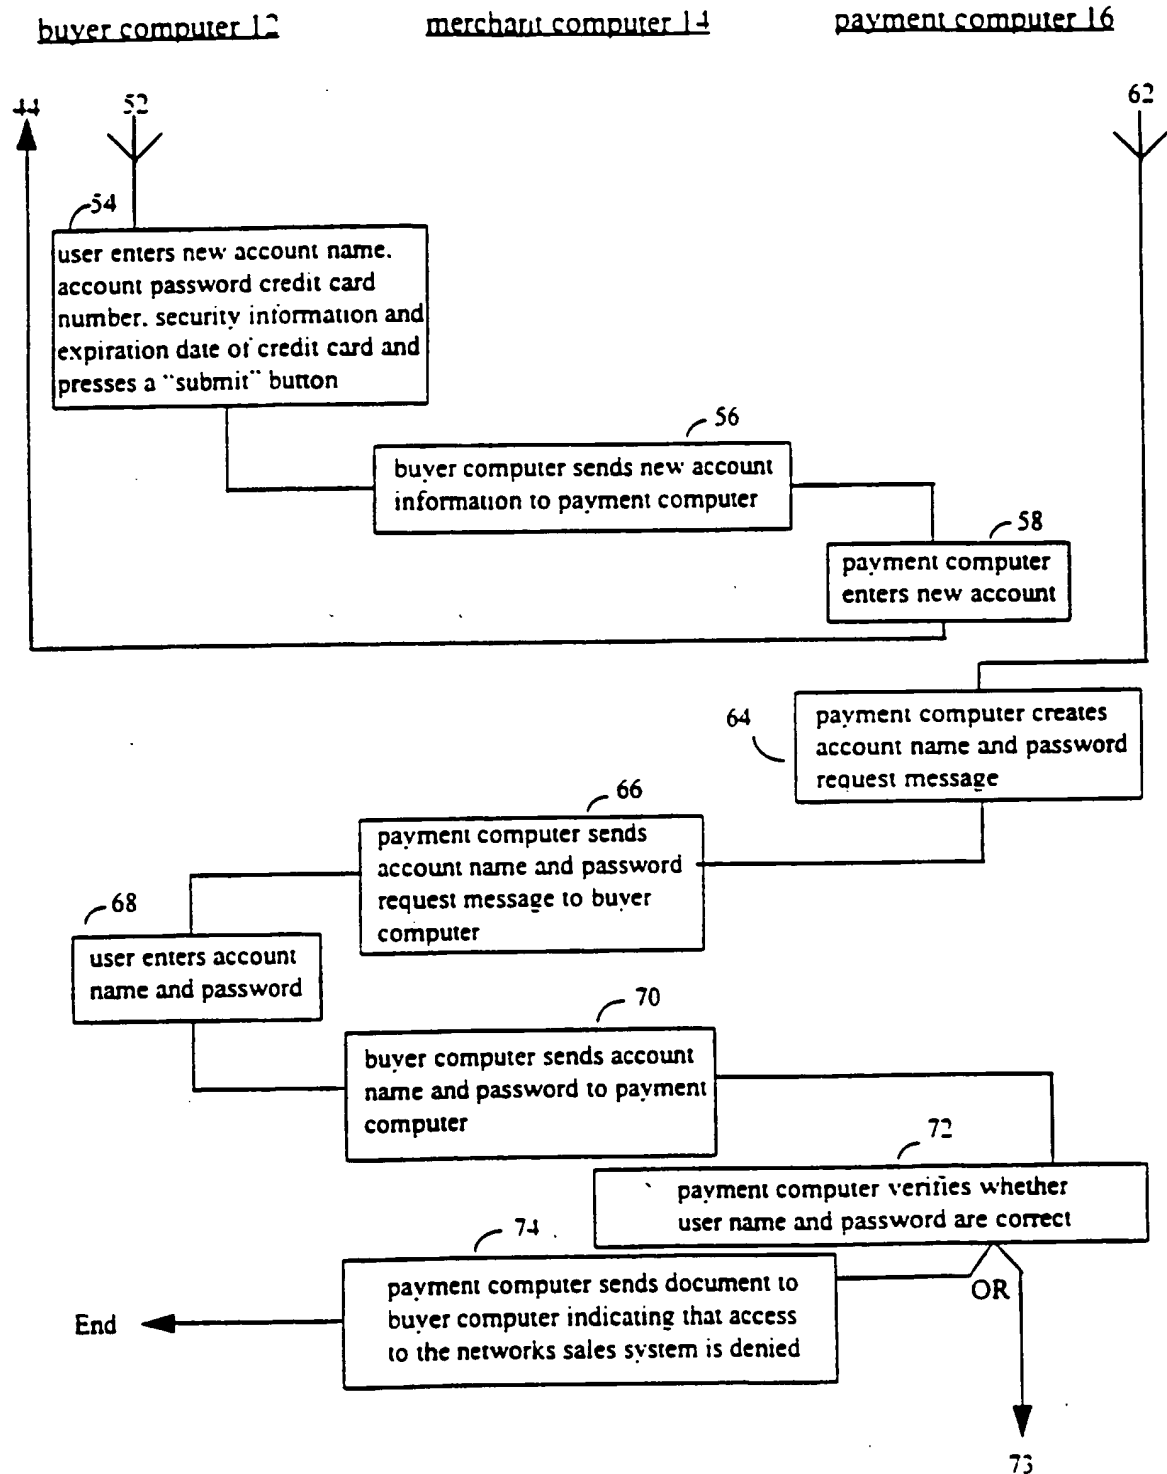 buyer computer 12 merchant computer 14 payment computer 16
44 52 62
54
user enters new account name.
account password credit card
number. security information and
expiration date of credit card and
presses a "submit" button
56
buyer computer sends new account
information to payment computer
58
payment computer
enters new account
64
payment computer creates
account name and password
request message
66
payment computer sends
account name and password
request message to buyer
computer
68
user enters account
name and password
70
buyer computer sends account
name and password to payment
computer
72
payment computer verifies whether
user name and password are correct
74
payment computer sends document to
buyer computer indicating that access
to the networks sales system is denied
OR
End
73